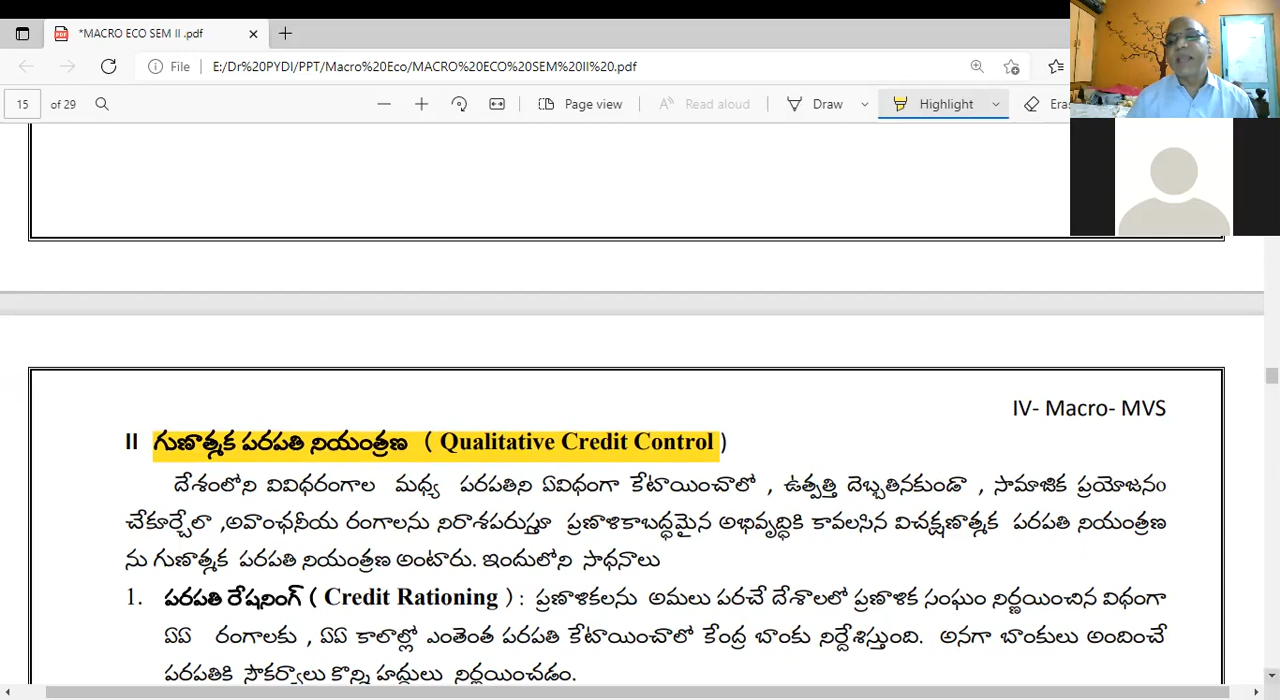 *MACRO ECO SEM II .pdf
File E:/Dr%20PYDI/PPT/Macro%20Eco/MACRO%20ECO%20SEM%20II%20.pdf
15 of 29 Page view Read aloud Draw Highlight Era
IV- Macro- MVS
II గుణాత్మక పరపతి నియంత్రణ ( Qualitative Credit Control )
దేశంలోని వివిధరంగాల మధ్య పరపతిని ఏవిధంగా కేటాయించాలో , ఉత్పత్తి దెబ్బతినకుండా , సామాజిక ప్రయోజనం
చేకూర్చేలా ,అవాంఛనీయ రంగాలను నిరాశపరుస్తూ ప్రణాళికాబద్ధమైన అభివృద్ధికి కావలసిన విచక్షణాత్మక పరపతి నియంత్రణ
ను గుణాత్మక పరపతి నియంత్రణ అంటారు. ఇందులోని సాధనాలు
1. పరపతి రేషనింగ్ ( Credit Rationing ) : ప్రణాళికలను అమలు పరచే దేశాలలో ప్రణాళిక సంఘం నిర్ణయించిన విధంగా
ఏఏ రంగాలకు , ఏఏ కాలాల్లో ఎంతెంత పరపతి కేటాయించాలో కేంద్ర బాంకు నిర్దేశిస్తుంది. అనగా బాంకులు అందించే
పరపతికి సౌకర్యాలు కొన్ని హద్దులు నిర్ణయించడం.